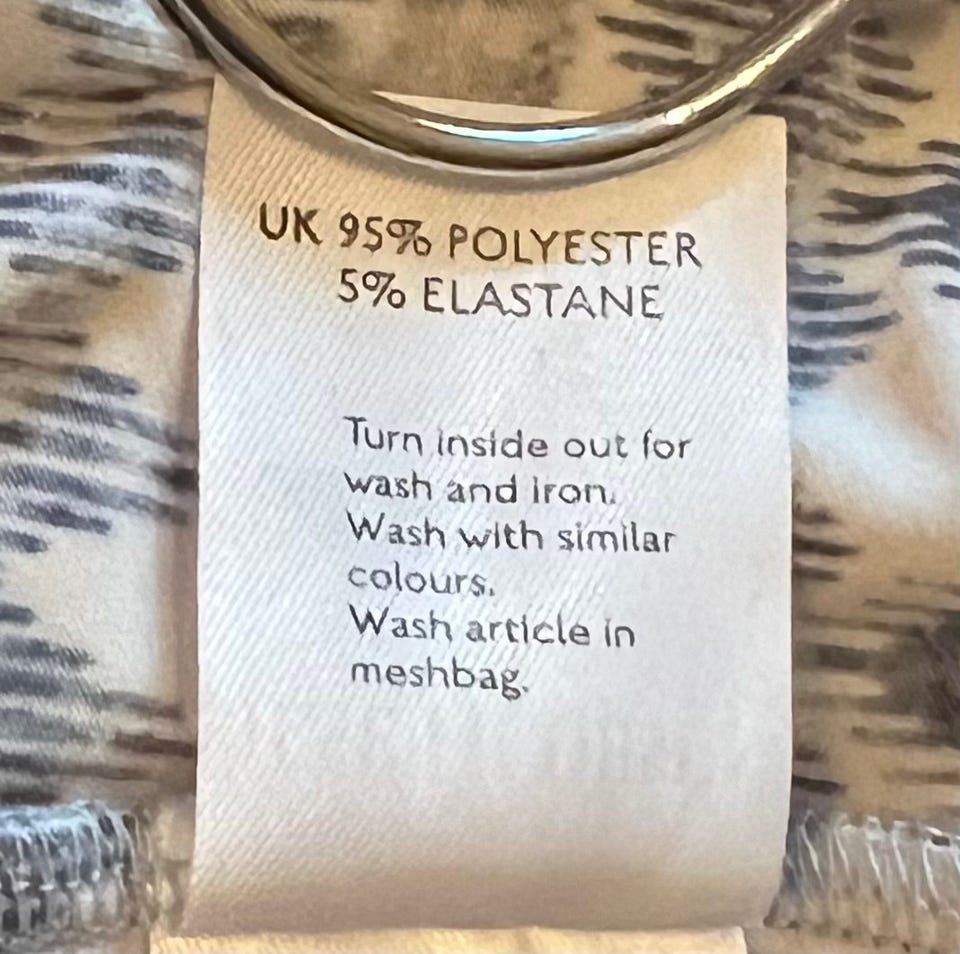 UK 95% POLYESTER
5% ELASTANE
Turn inside out for
wash and iron.
Wash with similar
colours.
Wash article in
meshbag.